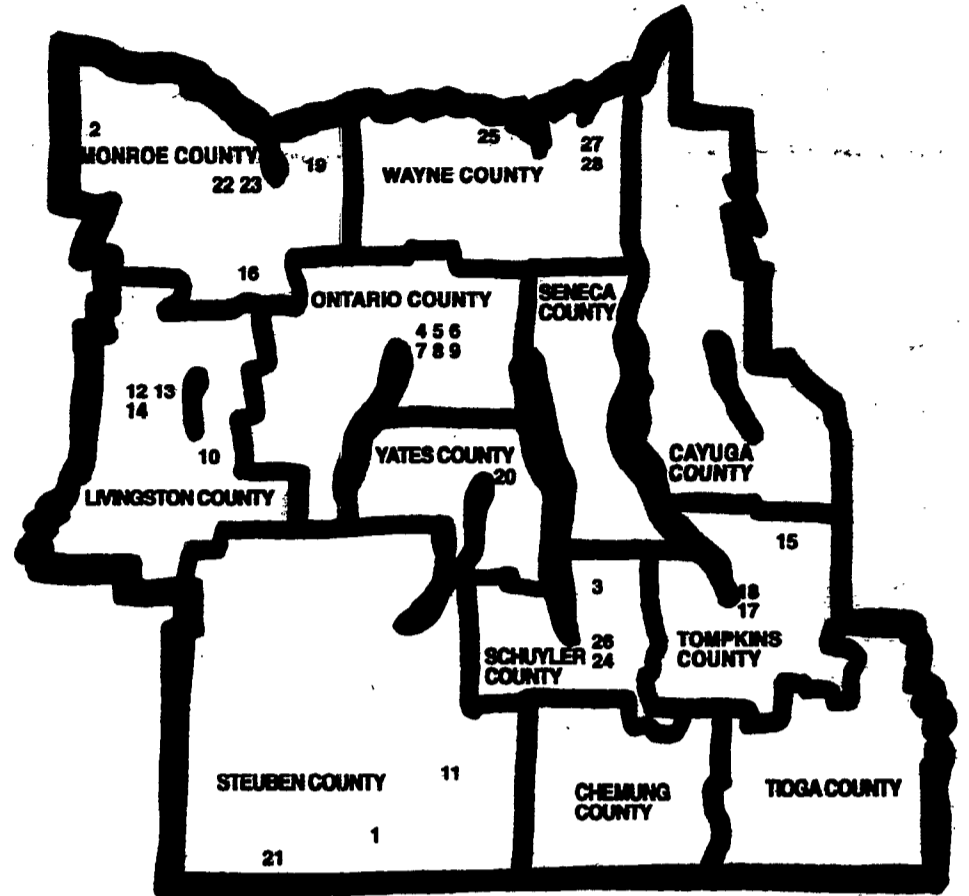 2
MONROE COUNTY
22 23
19
16
25
27
28
WAYNE COUNTY
ONTARIO COUNTY
4 5 6
7 8 9
SENECA
COUNTY
12 13
14
10
LIVINGSTON COUNTY
YATES COUNTY
20
CAYUGA
COUNTY
15
18
17
TOMPKINS
COUNTY
3
26
24
SCHUYLER
COUNTY
STEUBEN COUNTY
11
1
21
CHEMUNG
COUNTY
TIOGA COUNTY